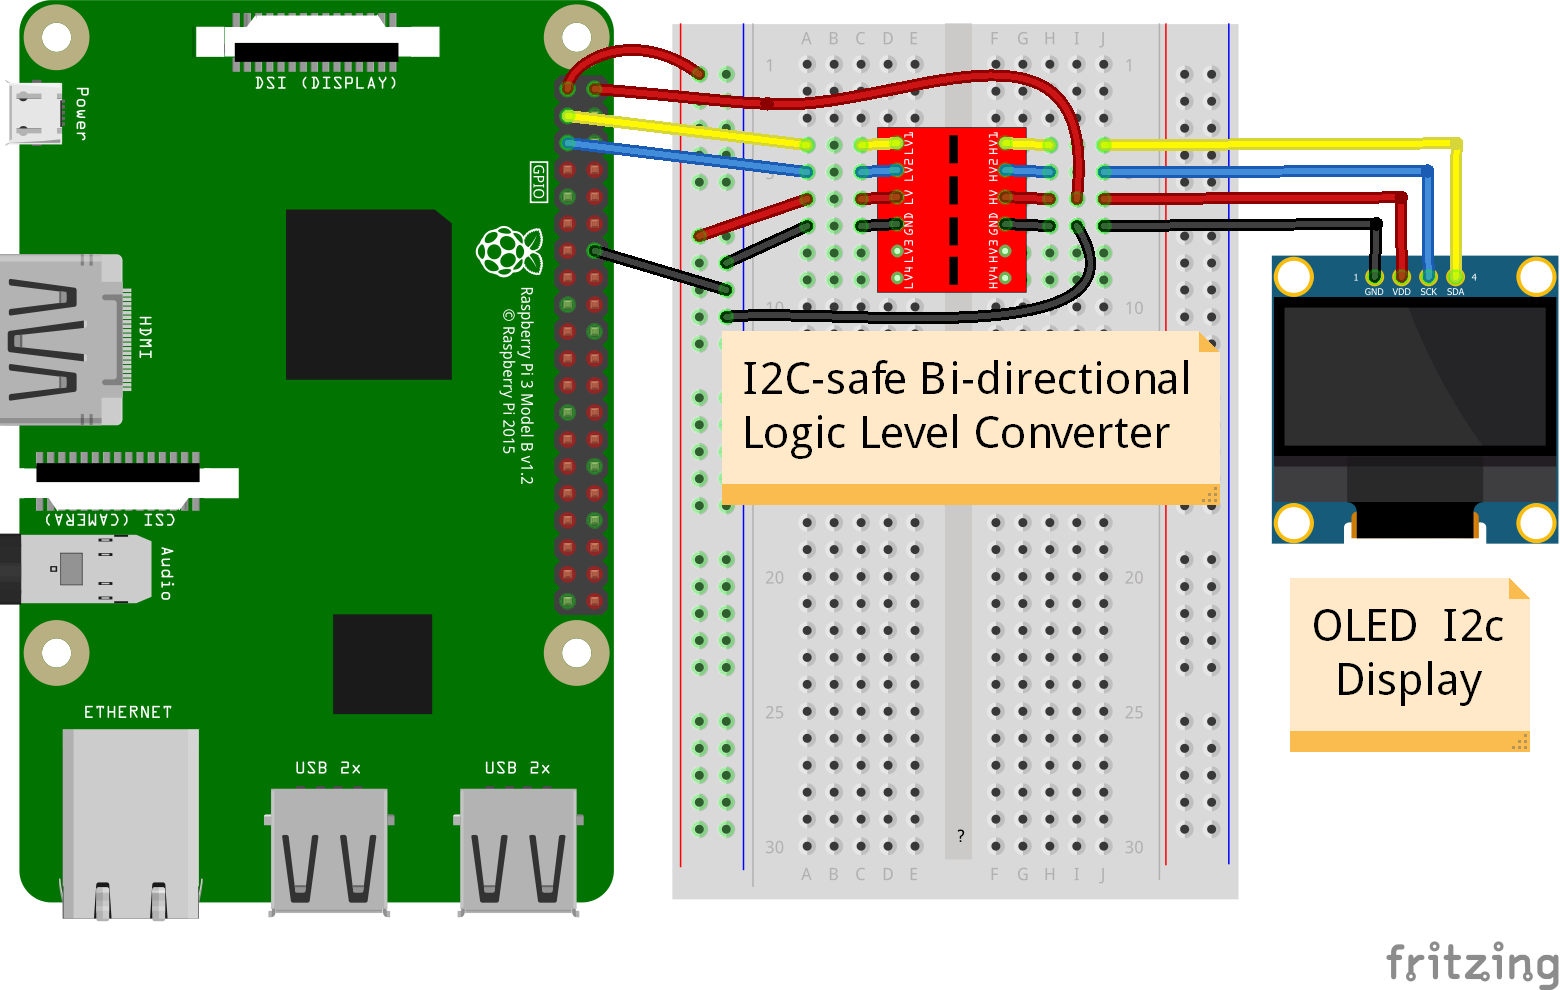 DSI (DISPLAY)
Power
GPIO
HDMI
Raspberry Pi 3 Model B v1.2
© Raspberry Pi 2015
CSI (CAMERA)
Audio
ETHERNET
USB 2x
USB 2x
A B C D E F G H I J
1 1
5
LV1 HV1
LV2 HV2
LV HV
GND GND
LV3 HV3
LV4 HV4
10 10
I2C-safe Bi-directional
Logic Level Converter
20 20
25 25
?
30 30
A B C D E F G H I J
1 4
GND VDD SCK SDA
OLED I2c
Display
fritzing